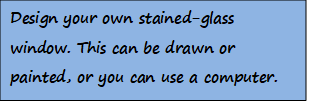 Design your own stained-glass
window. This can be drawn or
painted, or you can use a computer.